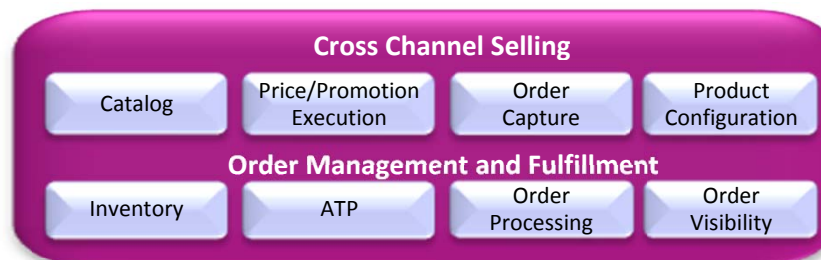 Cross Channel Selling
Catalog
Price/Promotion
Execution
Order
Capture
Product
Configuration
Order Management and Fulfillment
Inventory
ATP
Order
Processing
Order
Visibility